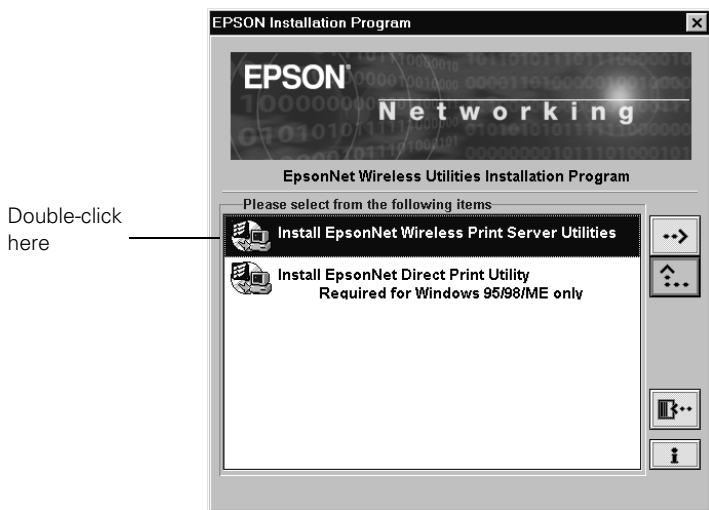 EPSON Installation Program
EPSON
Networking
EpsonNet Wireless Utilities Installation Program
Please select from the following items
Double-click
here
Install EpsonNet Wireless Print Server Utilities
Install EpsonNet Direct Print Utility
Required for Windows 95/98/ME only